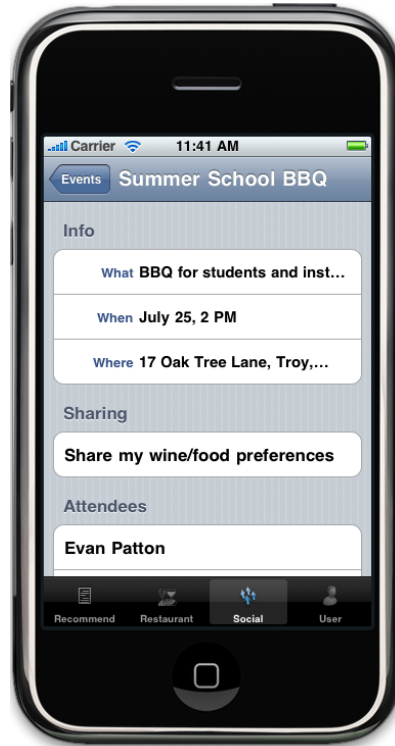 Carrier 11:41 AM
Events Summer School BBQ
Info
What BBQ for students and inst...
When July 25, 2 PM
Where 17 Oak Tree Lane, Troy,...
Sharing
Share my wine/food preferences
Attendees
Evan Patton
Recommend Restaurant Social User